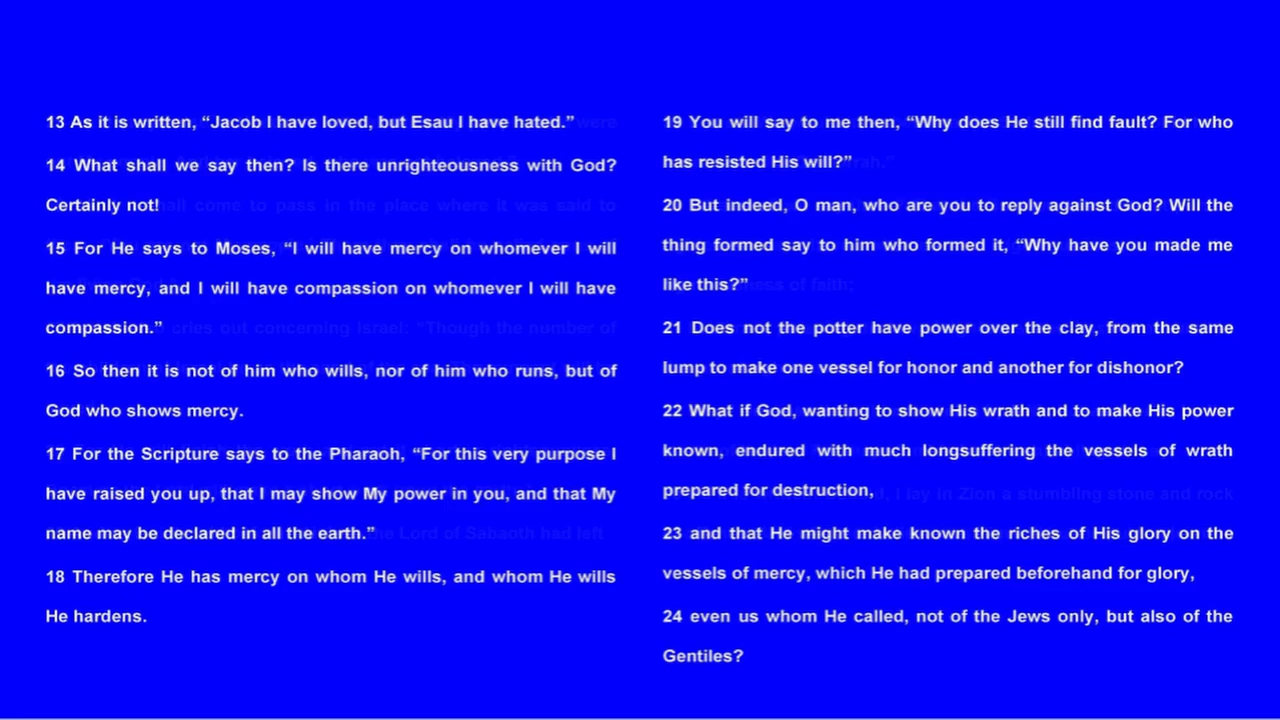 13 As it is written, “Jacob I have loved, but Esau I have hated.”
14 What shall we say then? Is there unrighteousness with God?
Certainly not!
15 For He says to Moses, “I will have mercy on whomever I will
have mercy, and I will have compassion on whomever I will have
compassion.”
16 So then it is not of him who wills, nor of him who runs, but of
God who shows mercy.
17 For the Scripture says to the Pharaoh, “For this very purpose I
have raised you up, that I may show My power in you, and that My
name may be declared in all the earth.”
18 Therefore He has mercy on whom He wills, and whom He wills
He hardens.
19 You will say to me then, “Why does He still find fault? For who
has resisted His will?”
20 But indeed, O man, who are you to reply against God? Will the
thing formed say to him who formed it, “Why have you made me
like this?”
21 Does not the potter have power over the clay, from the same
lump to make one vessel for honor and another for dishonor?
22 What if God, wanting to show His wrath and to make His power
known, endured with much longsuffering the vessels of wrath
prepared for destruction,
23 and that He might make known the riches of His glory on the
vessels of mercy, which He had prepared beforehand for glory,
24 even us whom He called, not of the Jews only, but also of the
Gentiles?